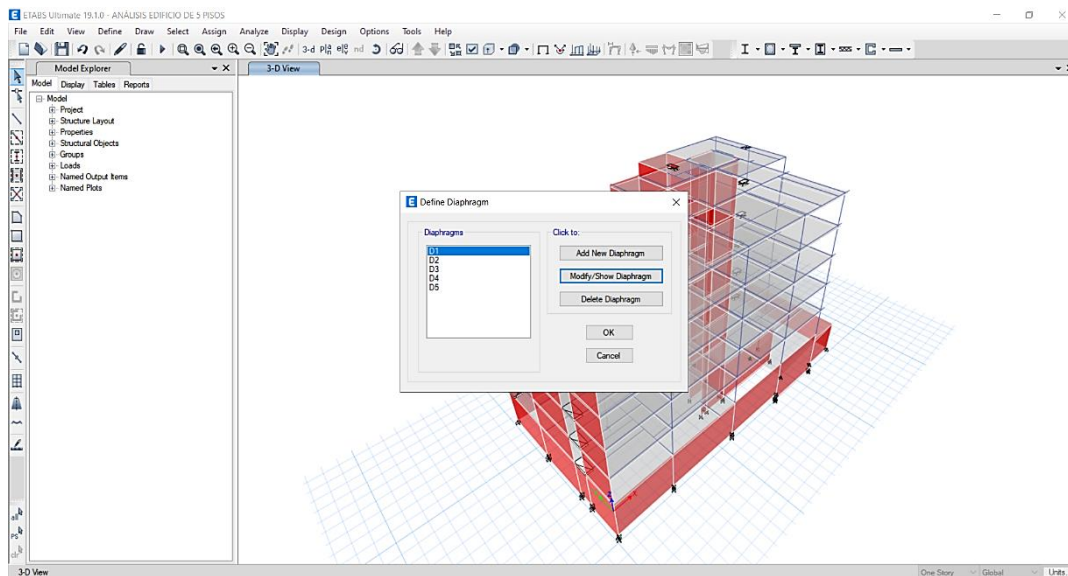 ETABS Ultimate 19.1.0 - ANÁLISIS EDIFICIO DE 5 PISOS
File Edit View Define Draw Select Assign Analyze Display Design Options Tools Help
3-d
nd
Model Explorer
3-D View
Model Display Tables Reports
Model
Project
Structure Layout
Properties
Structural Objects
Groups
Loads
Named Output Items
Named Plots
Define Diaphragm
Diaphragms
D1
D2
D3
D4
D5
Click to:
Add New Diaphragm
Modify/Show Diaphragm
Delete Diaphragm
OK
Cancel
X
Z
3-D View
One Story
Global
Units...